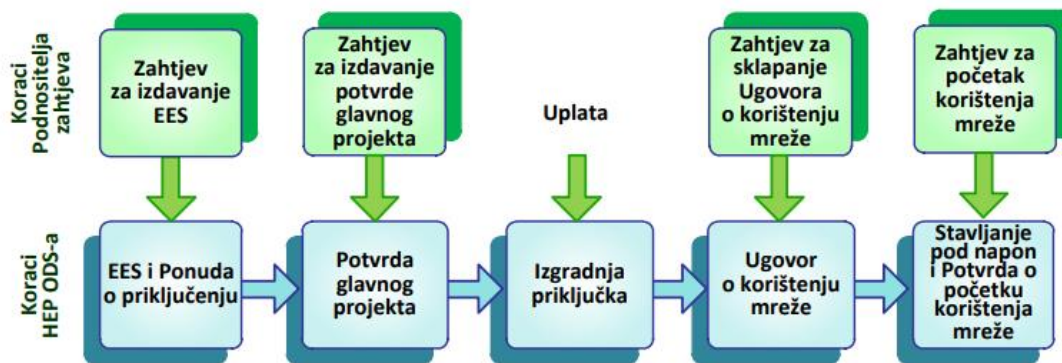 Koraci
Podnositelja
zahtjeva
Zahtjev
za izdavanje
EES
Zahtjev
za izdavanje
potvrde
glavnog
projekta
Uplata
Zahtjev za
sklapanje
Ugovora
o korištenju
mreže
Zahtjev za
početak
korištenja
mreže
Koraci
HEP ODS-a
EES i Ponuda
o priključenju
Potvrda
glavnog
projekta
Izgradnja
priključka
Ugovor
o korištenju
mreže
Stavljanje
pod napon
i Potvrda o
početku
korištenja
mreže